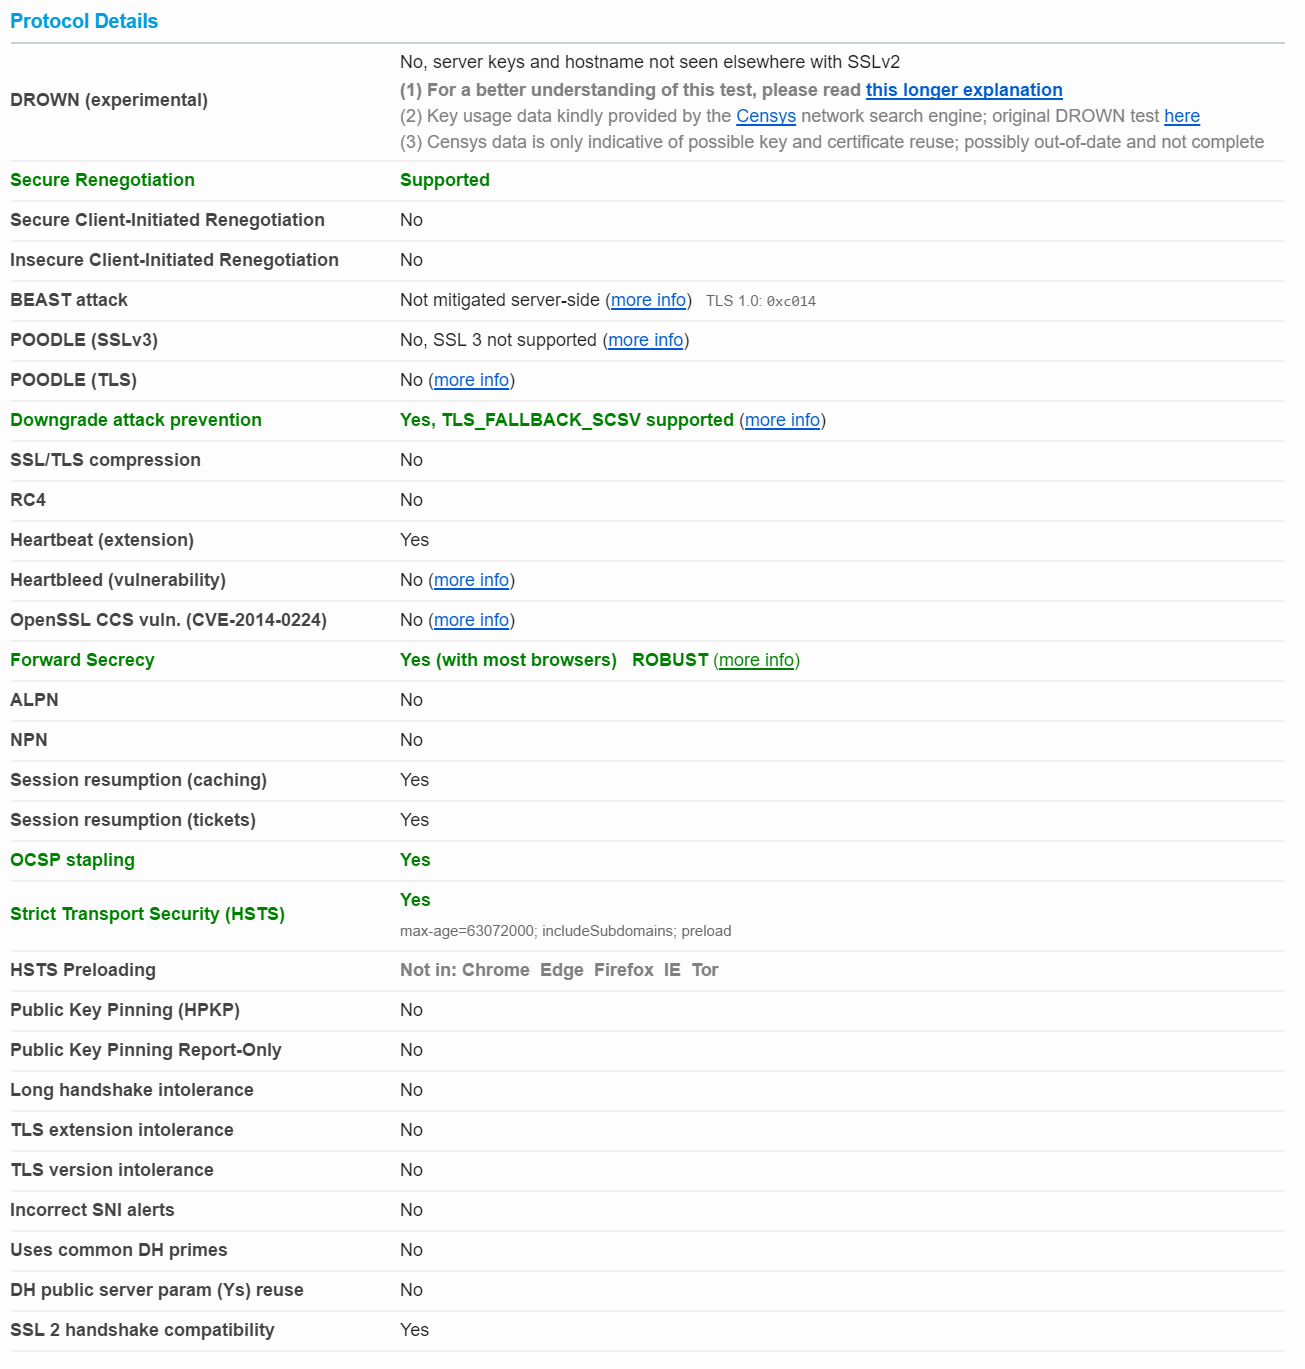 Protocol Details
DROWN (experimental)
No, server keys and hostname not seen elsewhere with SSLv2
(1) For a better understanding of this test, please read this longer explanation
(2) Key usage data kindly provided by the Censys network search engine; original DROWN test here
(3) Censys data is only indicative of possible key and certificate reuse; possibly out-of-date and not complete
Secure Renegotiation Supported
Secure Client-Initiated Renegotiation No
Insecure Client-Initiated Renegotiation No
BEAST attack Not mitigated server-side (more info) TLS 1.0: 0xc014
POODLE (SSLv3) No, SSL 3 not supported (more info)
POODLE (TLS) No (more info)
Downgrade attack prevention Yes, TLS_FALLBACK_SCSV supported (more info)
SSL/TLS compression No
RC4 No
Heartbeat (extension) Yes
Heartbleed (vulnerability) No (more info)
OpenSSL CCS vuln. (CVE-2014-0224) No (more info)
Forward Secrecy Yes (with most browsers) ROBUST (more info)
ALPN No
NPN No
Session resumption (caching) Yes
Session resumption (tickets) Yes
OCSP stapling Yes
Strict Transport Security (HSTS) Yes
max-age=63072000; includeSubdomains; preload
HSTS Preloading Not in: Chrome Edge Firefox IE Tor
Public Key Pinning (HPKP) No
Public Key Pinning Report-Only No
Long handshake intolerance No
TLS extension intolerance No
TLS version intolerance No
Incorrect SNI alerts No
Uses common DH primes No
DH public server param (Ys) reuse No
SSL 2 handshake compatibility Yes